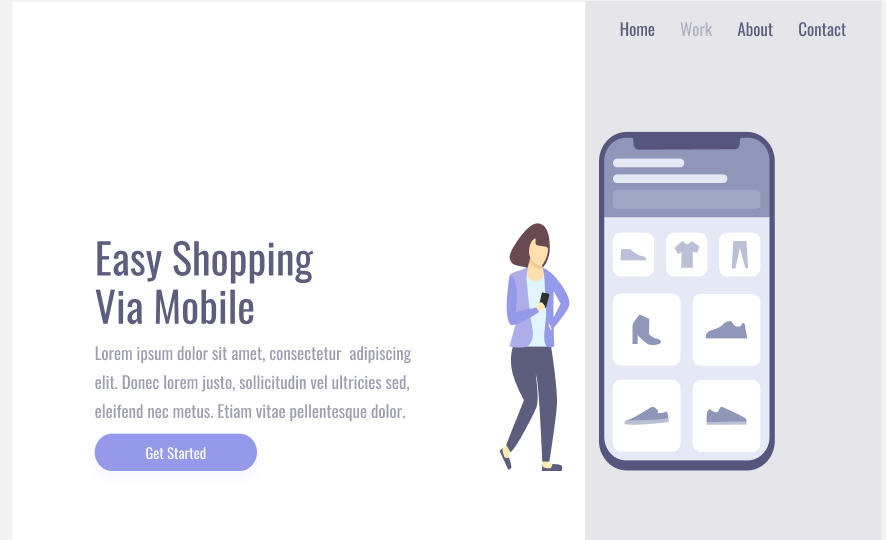 Home Work About Contact
Easy Shopping
Via Mobile
Lorem ipsum dolor sit amet, consectetur  adipiscing
elit. Donec lorem justo, sollicitudin vel ultricies sed,
eleifend nec metus. Etiam vitae pellentesque dolor.
Get Started